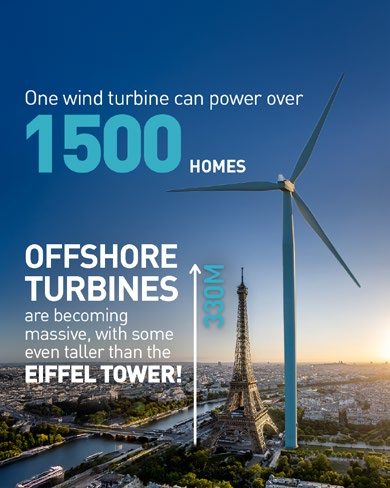 One wind turbine can power over
1500 HOMES
OFFSHORE
TURBINES
are becoming
massive, with some
even taller than the
EIFFEL TOWER!
330M